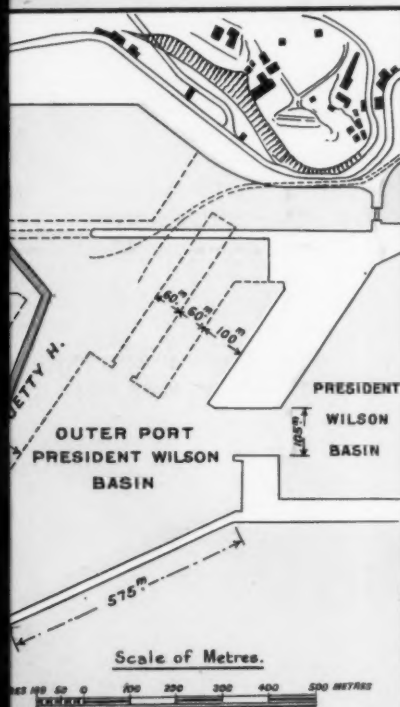 60m
60m
100m
JETTY H.
PRESIDENT
WILSON
BASIN
105m
OUTER PORT
PRESIDENT WILSON
BASIN
575m
Scale of Metres.
100 50 0 100 200 300 400 500 METRES